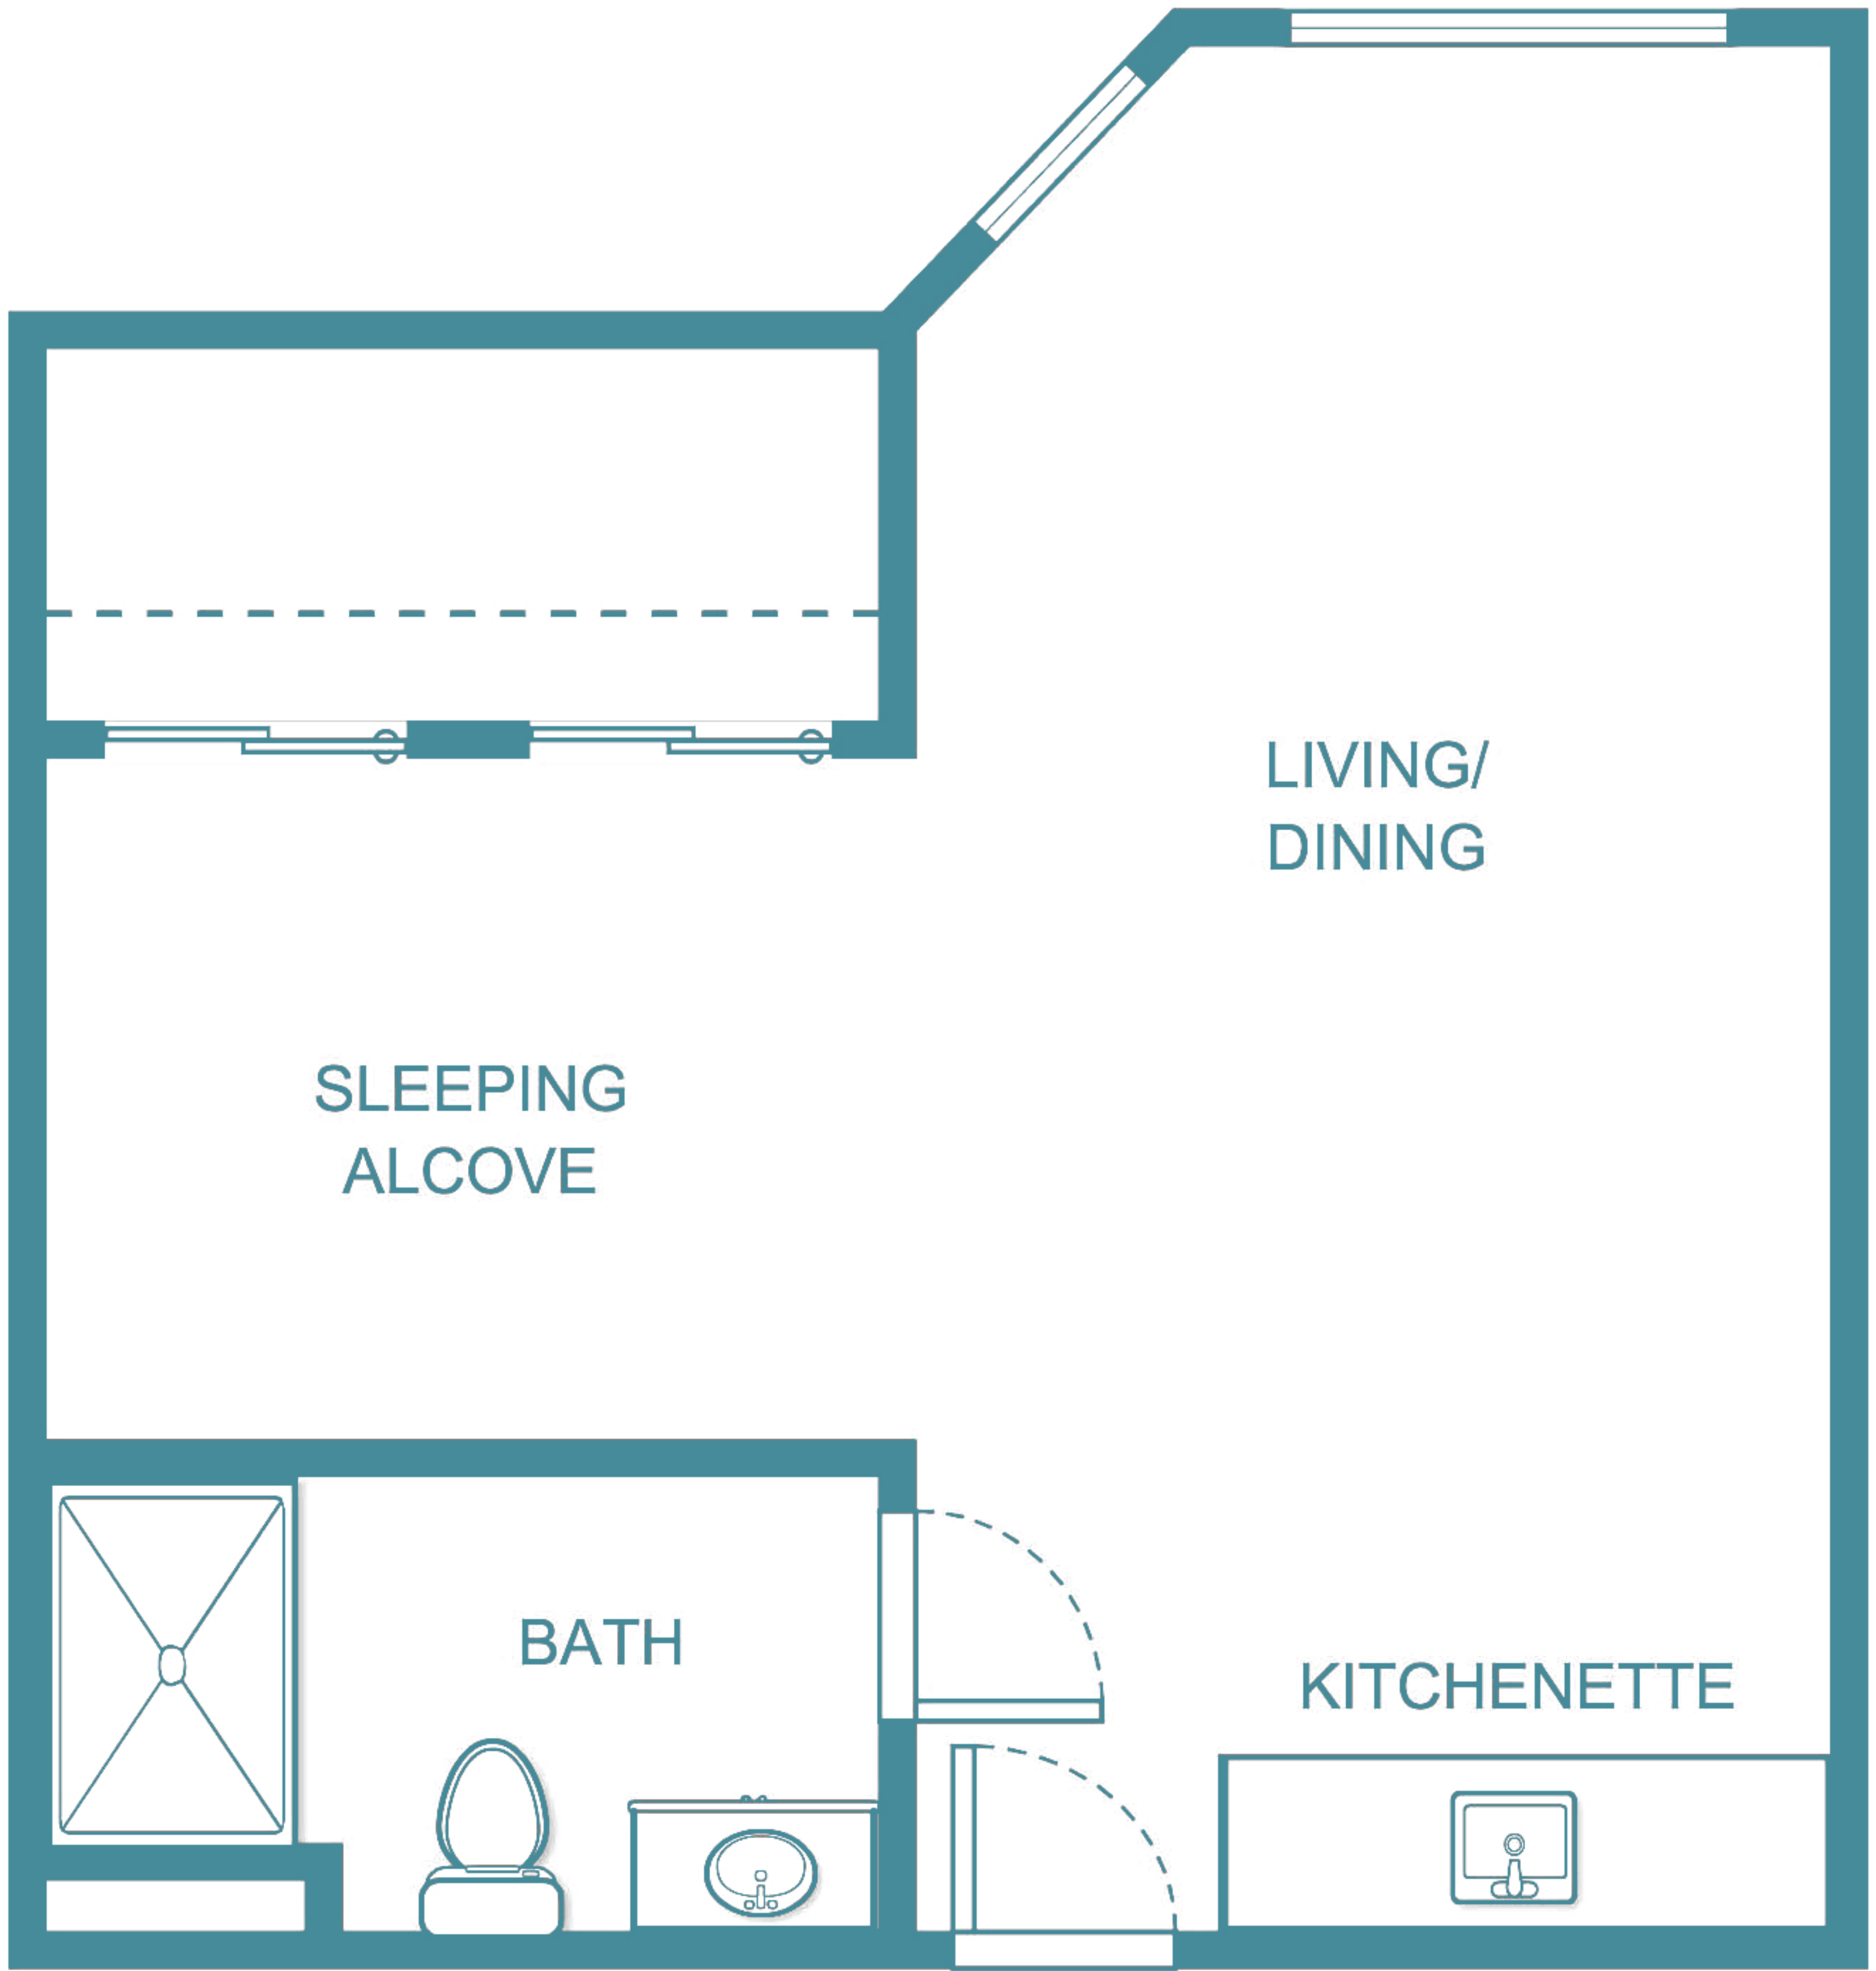 LIVING/
DINING
SLEEPING
ALCOVE
BATH
KITCHENETTE